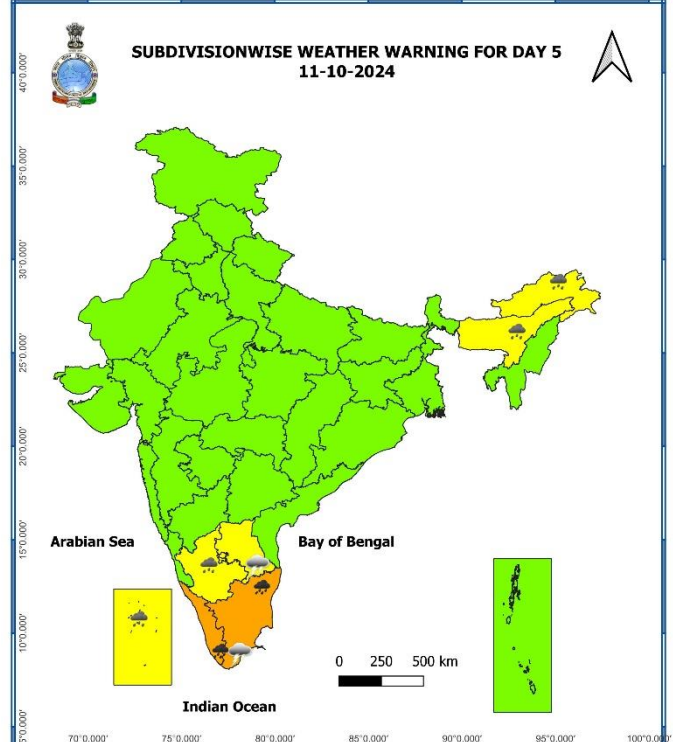 SUBDIVISIONWISE WEATHER WARNING FOR DAY 5
11-10-2024
40°0.000'
35°0.000'
30°0.000'
25°0.000'
20°0.000'
15°0.000'
10°0.000'
5°0.000'
Arabian Sea
Bay of Bengal
0 250 500 km
Indian Ocean
70°0.000' 75°0.000' 80°0.000' 85°0.000' 90°0.000' 95°0.000' 100°0.000'